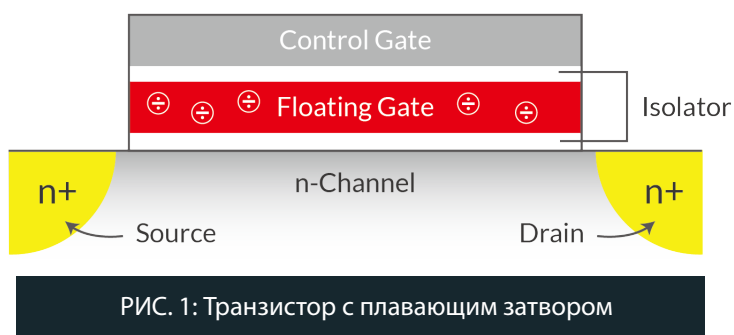 Control Gate
Floating Gate
Isolator
n-Channel
n+
n+
Source
Drain
РИС. 1: Транзистор с плавающим затвором